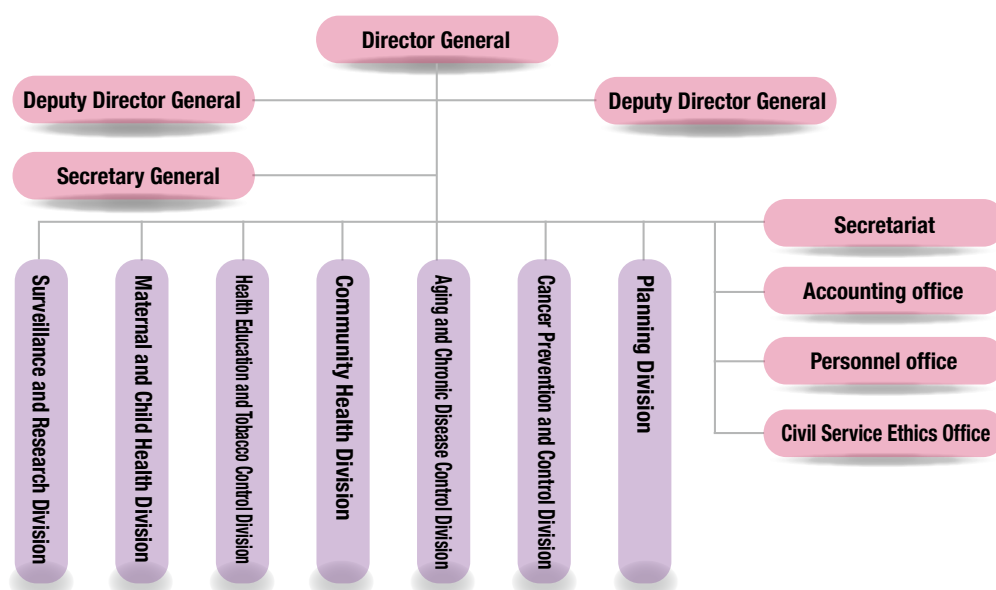 Director General
Deputy Director General
Deputy Director General
Secretary General
Secretariat
Accounting office
Personnel office
Civil Service Ethics Office
Surveillance and Research Division
Maternal and Child Health Division
Health Education and Tobacco Control Division
Community Health Division
Aging and Chronic Disease Control Division
Cancer Prevention and Control Division
Planning Division